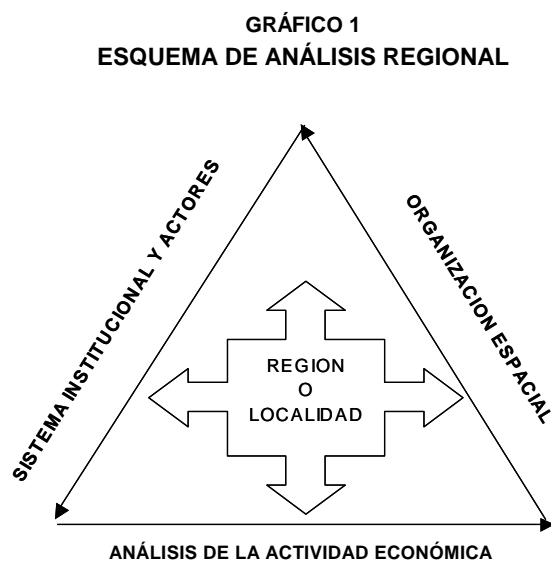 GRÁFICO 1
ESQUEMA DE ANÁLISIS REGIONAL
SISTEMA INSTITUCIONAL Y ACTORES
ORGANIZACION ESPACIAL
REGION
O
LOCALIDAD
ANÁLISIS DE LA ACTIVIDAD ECONÓMICA